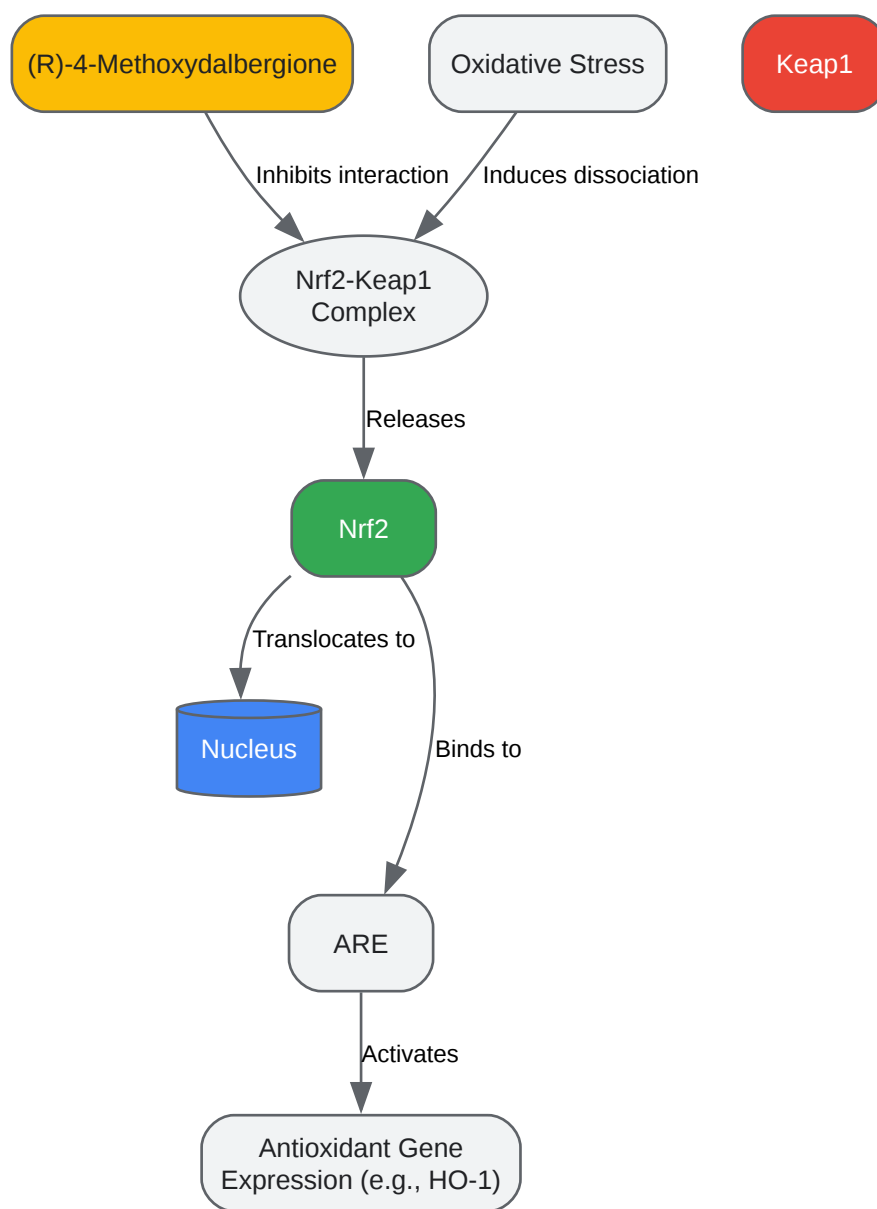 (R)-4-Methoxydalbergione
Oxidative Stress
Keap1
Inhibits interaction
Induces dissociation
Nrf2-Keap1
Complex
Releases
Nrf2
Translocates to
Nucleus
Binds to
ARE
Activates
Antioxidant Gene
Expression (e.g., HO-1)